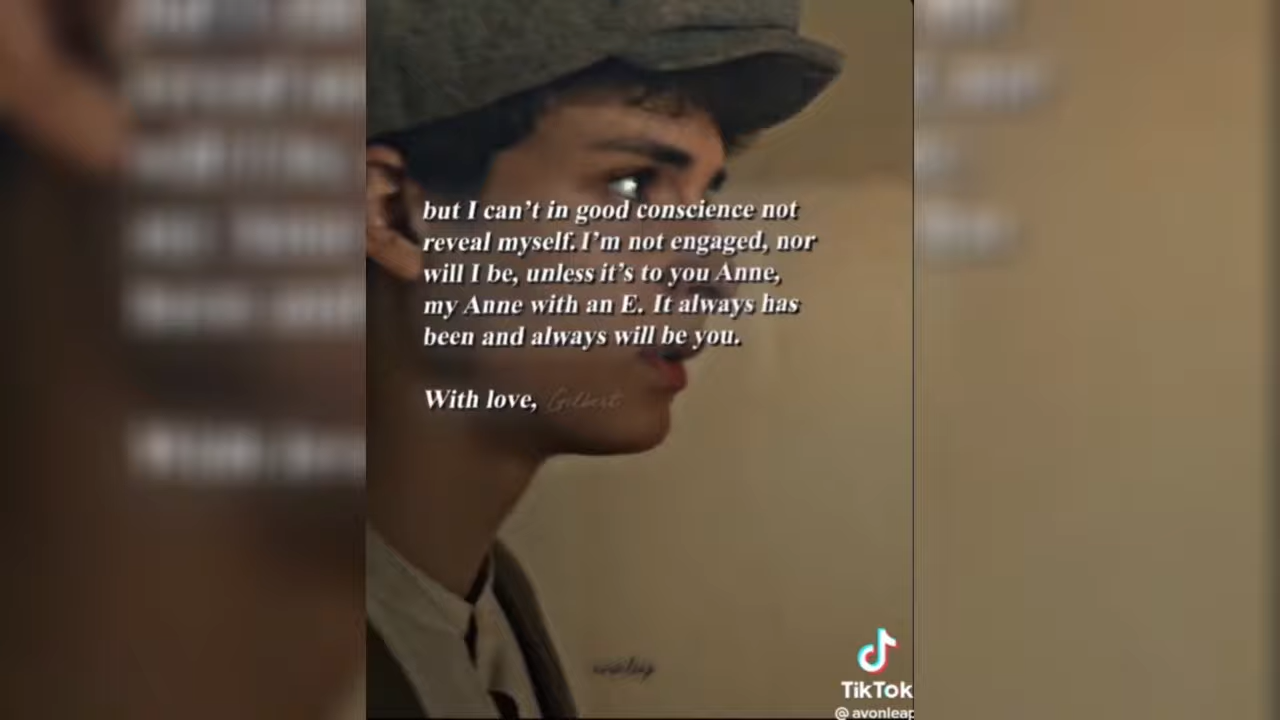 but I can't in good conscience not
reveal myself. I'm not engaged, nor
will I be, unless it's to you Anne,
my Anne with an E. It always has
been and always will be you.
With love, Gilbert
TikTok
@avonleap